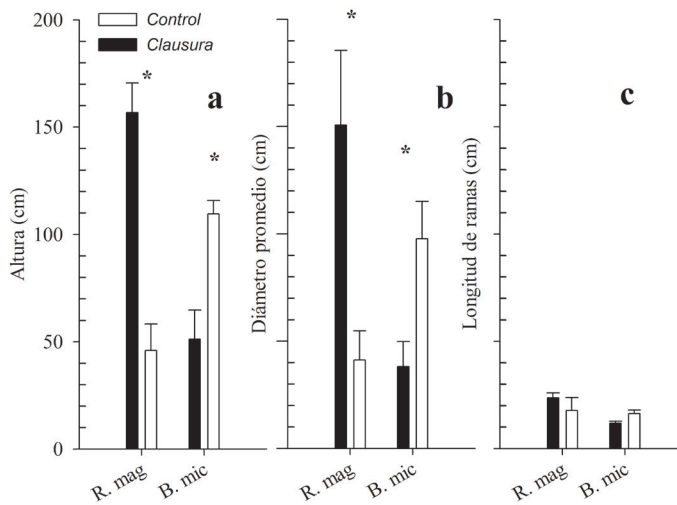 Control
Clausura
200
150
100
50
0
Altura (cm)
*
*
a
R. mag
B. mic
Diámetro promedio (cm)
*
*
b
R. mag
B. mic
Longitud de ramas (cm)
c
R. mag
B. mic